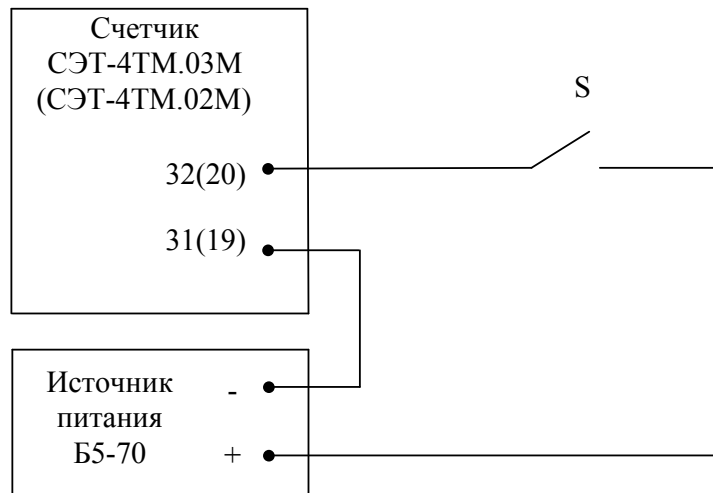 Счетчик
СЭТ-4ТМ.03М
(СЭТ-4ТМ.02М)
S
32(20)
31(19)
Источник -
питания
Б5-70 +